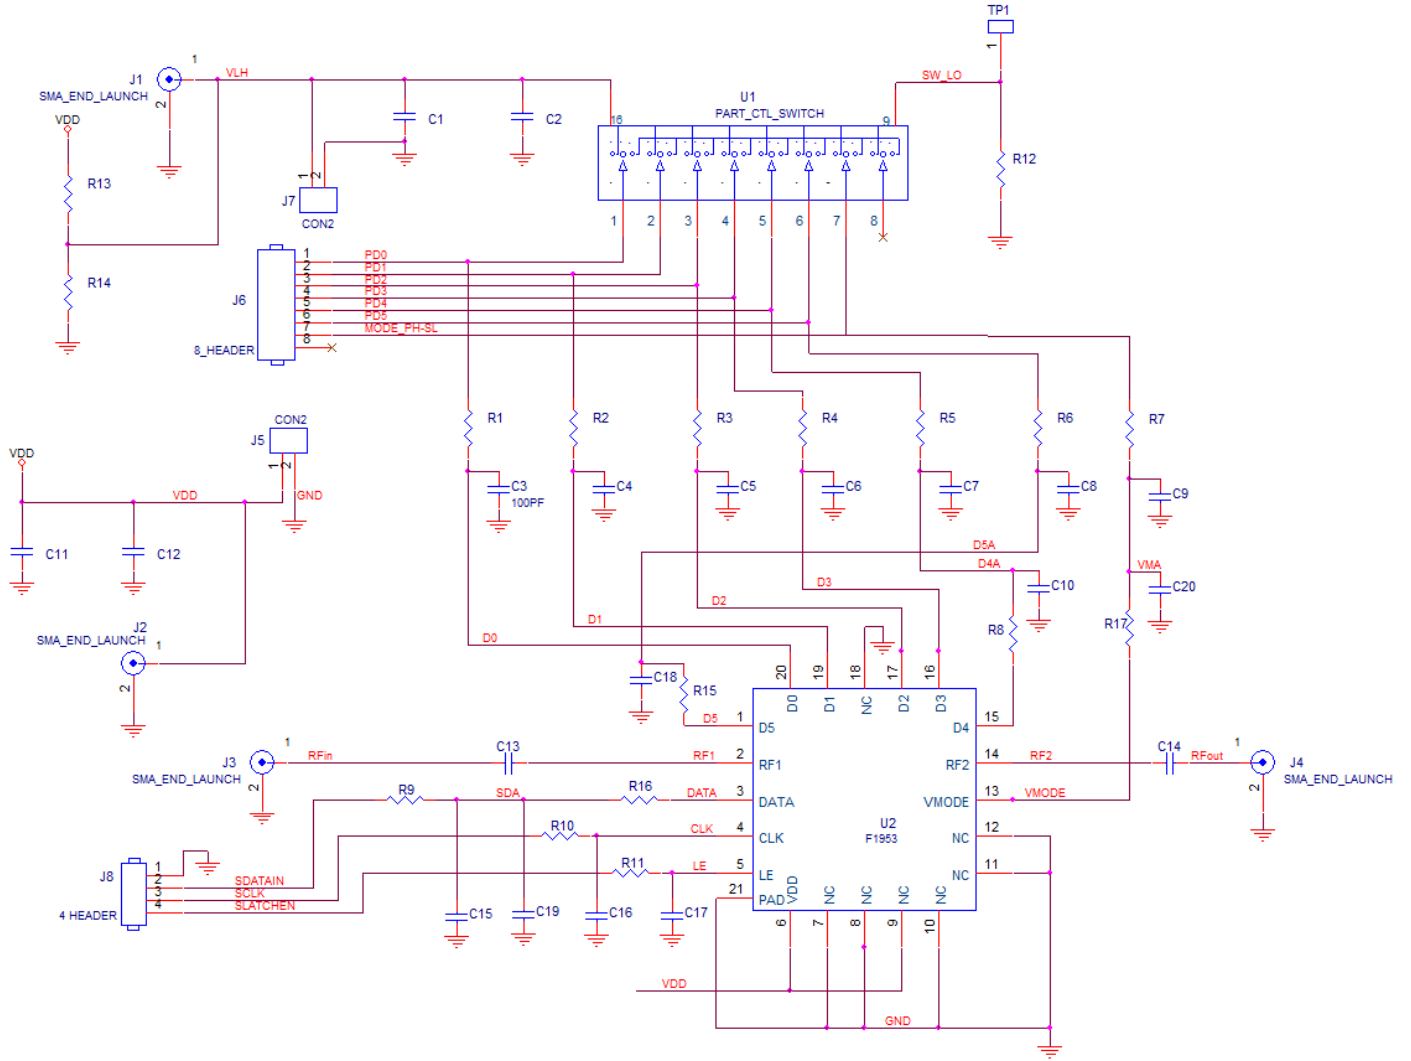 TP1
1
J1
1
VLH
SMA_END_LAUNCH
2
SW_LO
VDD
C1
C2
U1
PART_CTL_SWITCH
16
9
R12
R13
1
2
J7
CON2
1
2
3
4
5
6
7
8
R14
J6
1
2
3
4
5
6
7
8
PD0
PD1
PD2
PD3
PD4
PD5
MODE_PH-SL
8_HEADER
CON2
J5
1
2
R1
R2
R3
R4
R5
R6
R7
VDD
VDD
GND
C3
100PF
C4
C5
C6
C7
C8
C9
C11
C12
D5A
D4A
VMA
C10
C20
D3
D2
D1
D0
J2
SMA_END_LAUNCH
1
2
R8
R17
C18
R15
20
19
18
17
16
D0
D1
NC
D2
D3
D5
1
D5
D4
15
J3
1
RFin
C13
RF1
2
RF1
RF2
14
RF2
C14
RFout
1
J4
SMA_END_LAUNCH
2
SMA_END_LAUNCH
2
R9
SDA
R16
DATA
3
DATA
VMODE
13
VMODE
R10
CLK
4
CLK
U2
F1953
NC
12
R11
LE
5
LE
NC
11
J8
1
2
3
4
SDATAIN
SCLK
SLATCHEN
4 HEADER
21
PAD
VDD
NC
NC
NC
NC
6
7
8
9
10
C15
C19
C16
C17
VDD
GND